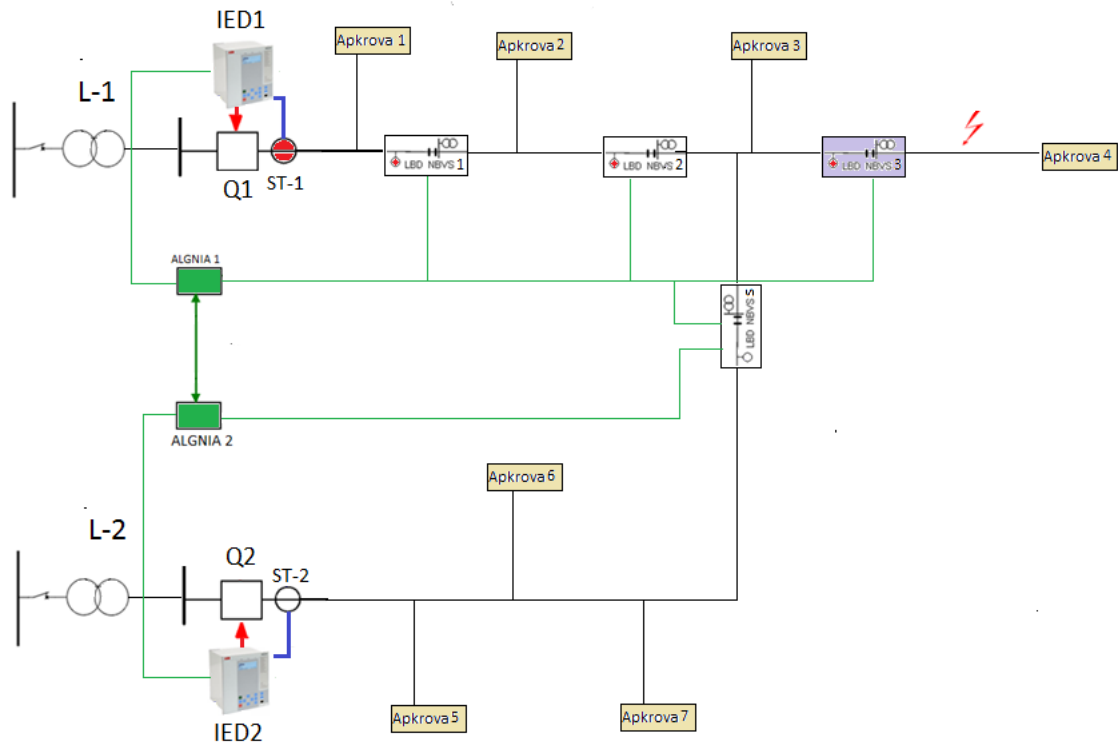 IED1
Apkrova 1
Apkrova 2
Apkrova 3
L-1
Q1
ST-1
LBD NBVS 1
LBD NBVS 2
LBD NBVS 3
Apkrova 4
ALGNIA 1
LBD NBVS 5
ALGNIA 2
Apkrova 6
L-2
Q2
ST-2
IED2
Apkrova 5
Apkrova 7